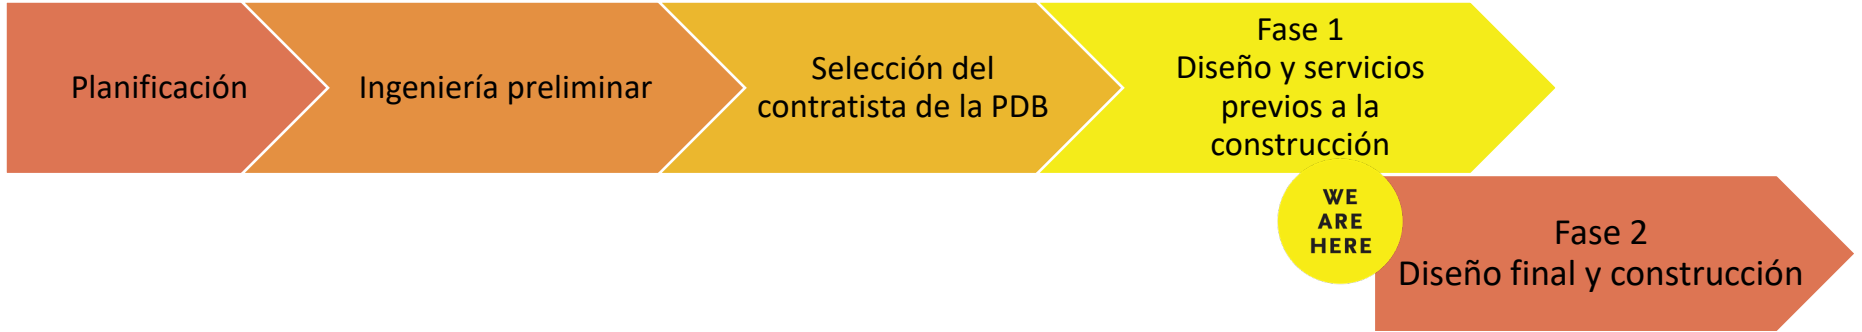 Planificación
Ingeniería preliminar
Selección del
contratista de la PDB
Fase 1
Diseño y servicios
previos a la
construcción
WE
ARE
HERE
Fase 2
Diseño final y construcción